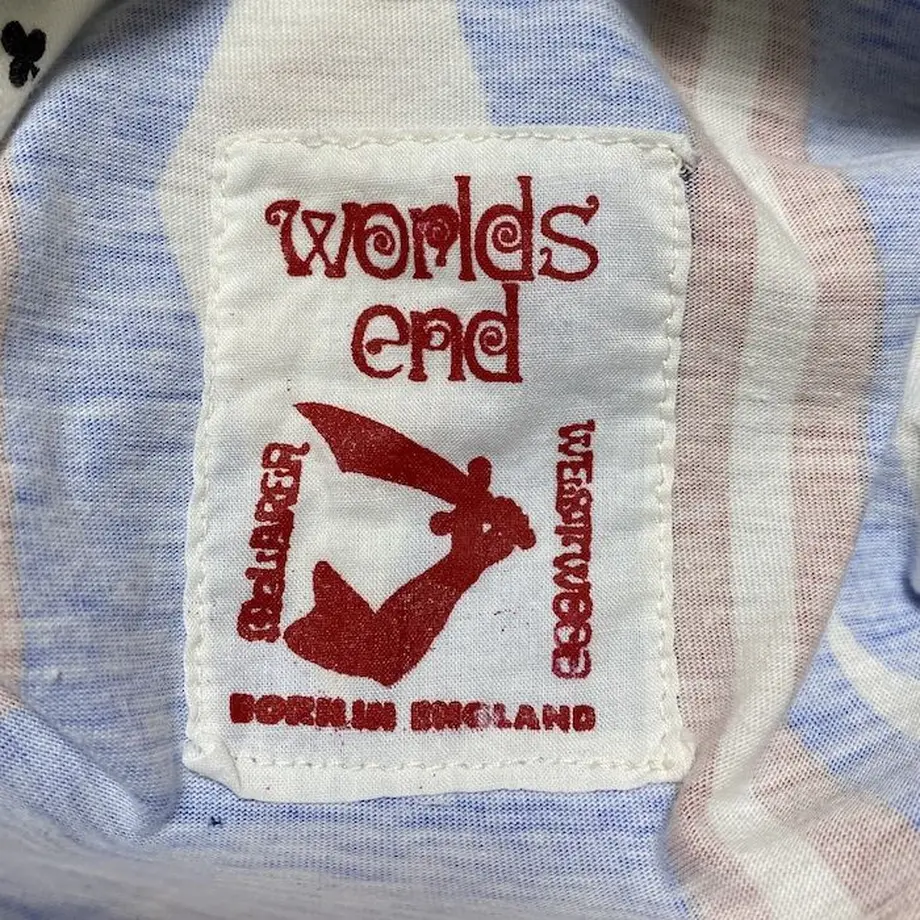 worlds
end
McLAREN
WESTWOOD
BORN IN ENGLAND